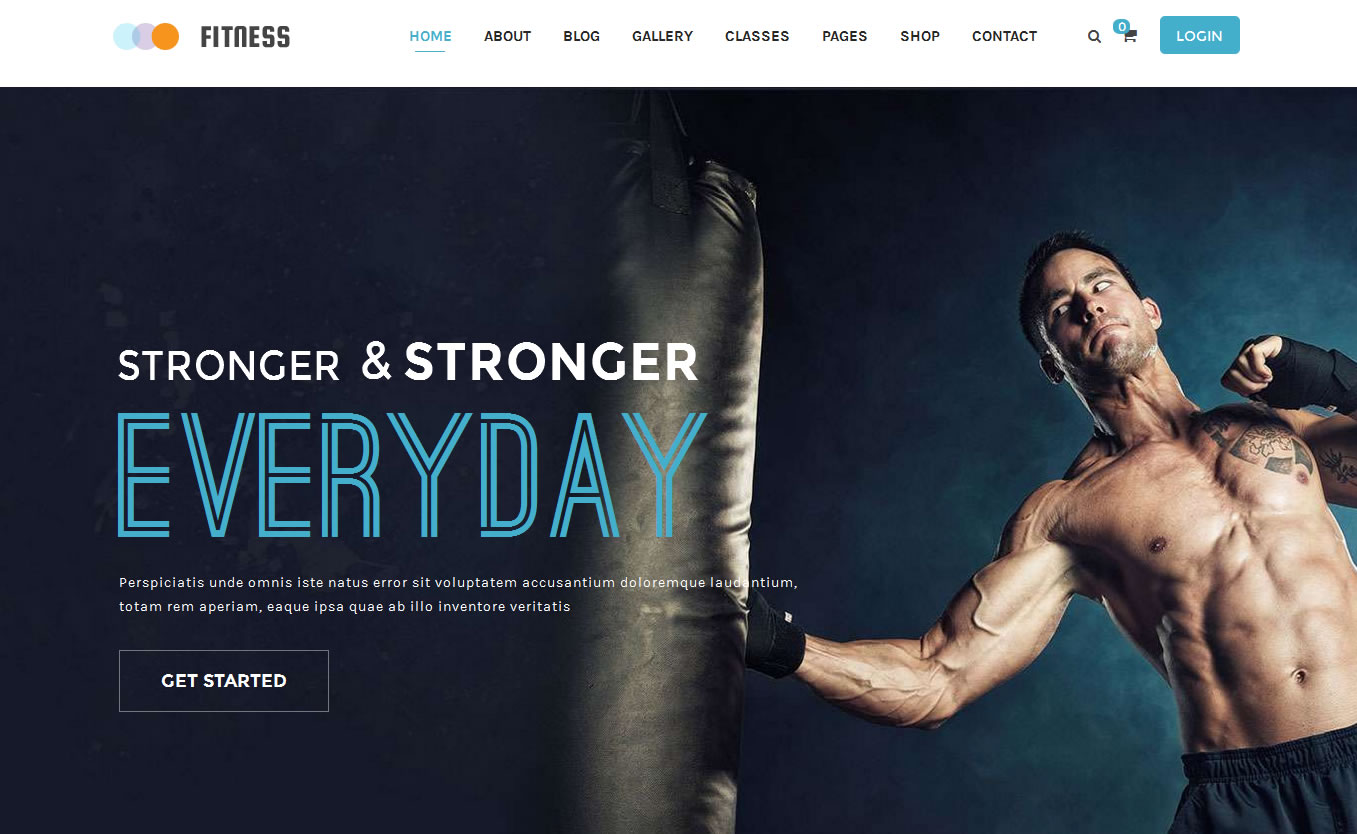 FITNESS
HOME ABOUT BLOG GALLERY CLASSES PAGES SHOP CONTACT 0 LOGIN
STRONGER & STRONGER
EVERYDAY
Perspiciatis unde omnis iste natus error sit voluptatem accusantium doloremque laudantium,
totam rem aperiam, eaque ipsa quae ab illo inventore veritatis
GET STARTED